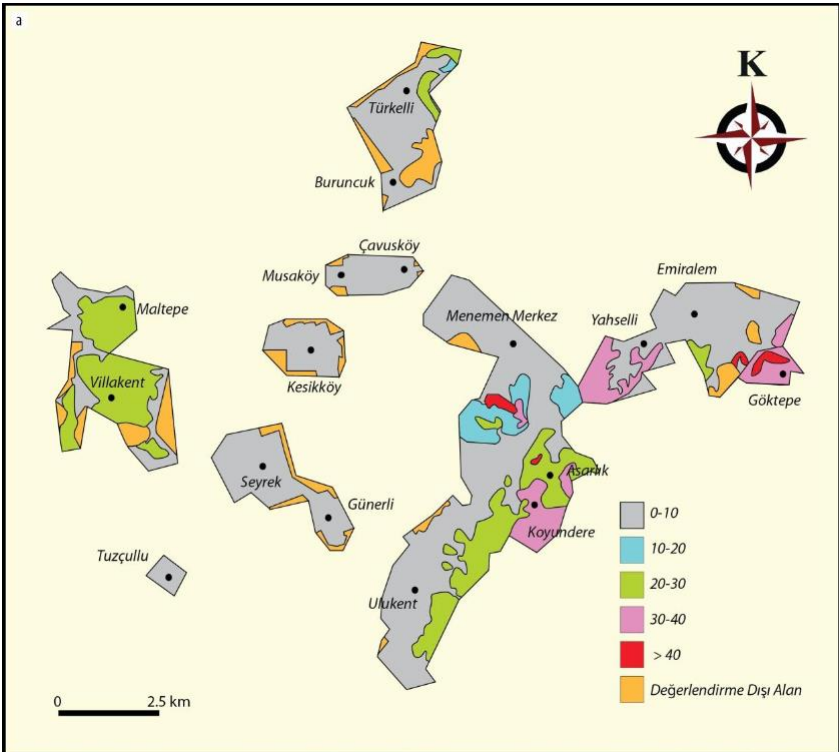 a
K
Türkelli
Buruncuk
Çavusköy
Musaköy
Emiralem
Maltepe
Menemen Merkez
Yahselli
Kesikköy
Villakent
Göktepe
Seyrek
Asarlık
Günerli
Koyundere
Tuzçullu
Ulukent
0-10
10-20
20-30
30-40
> 40
Değerlendirme Dışı Alan
0 2.5 km